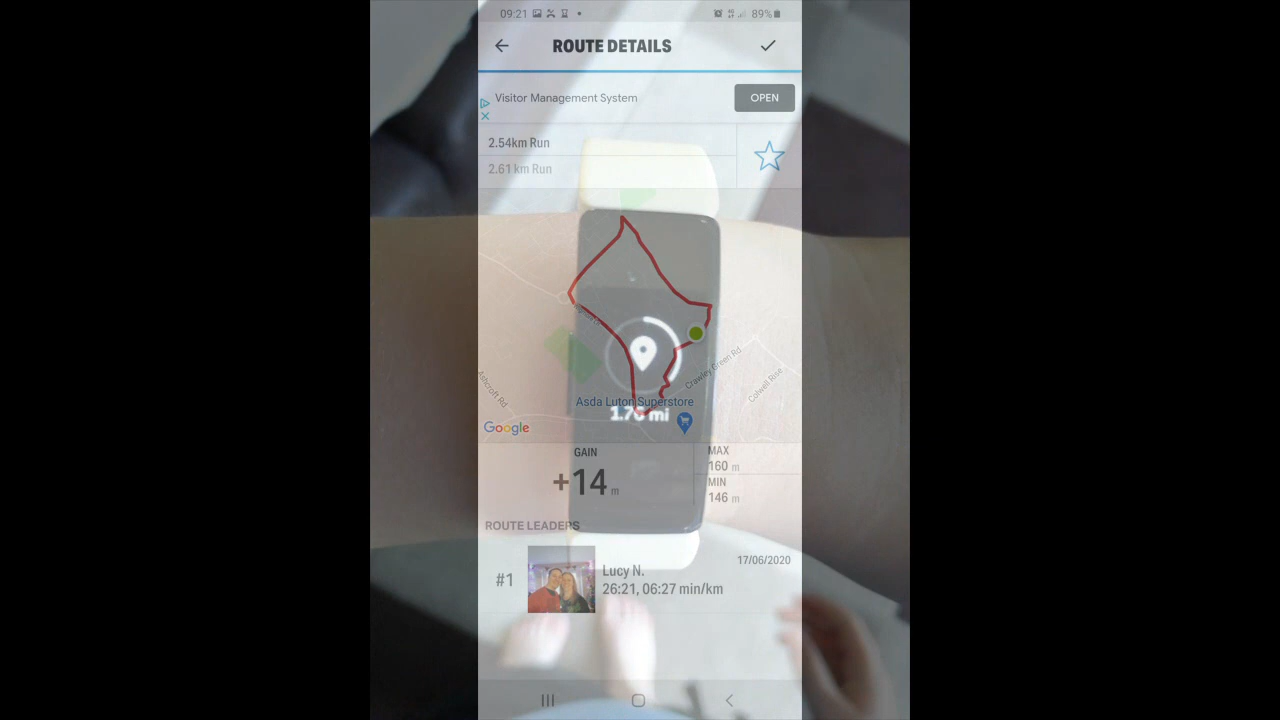 09:21
89%
ROUTE DETAILS
Visitor Management System
OPEN
2.54km Run
2.61 km Run
Crawley Green Rd
Colwell Rise
Ashcroft Rd
Asda Luton Superstore
1.70 mi
Google
GAIN
+14 m
MAX
160 m
MIN
146 m
ROUTE LEADERS
17/06/2020
#1
Lucy N.
26:21, 06:27 min/km